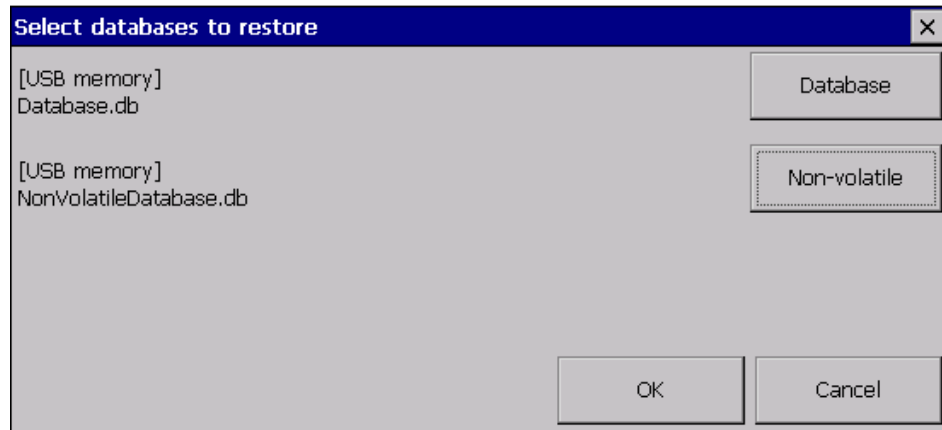 Select databases to restore
[USB memory]
Database.db
Database
[USB memory]
NonVolatileDatabase.db
Non-volatile
OK
Cancel